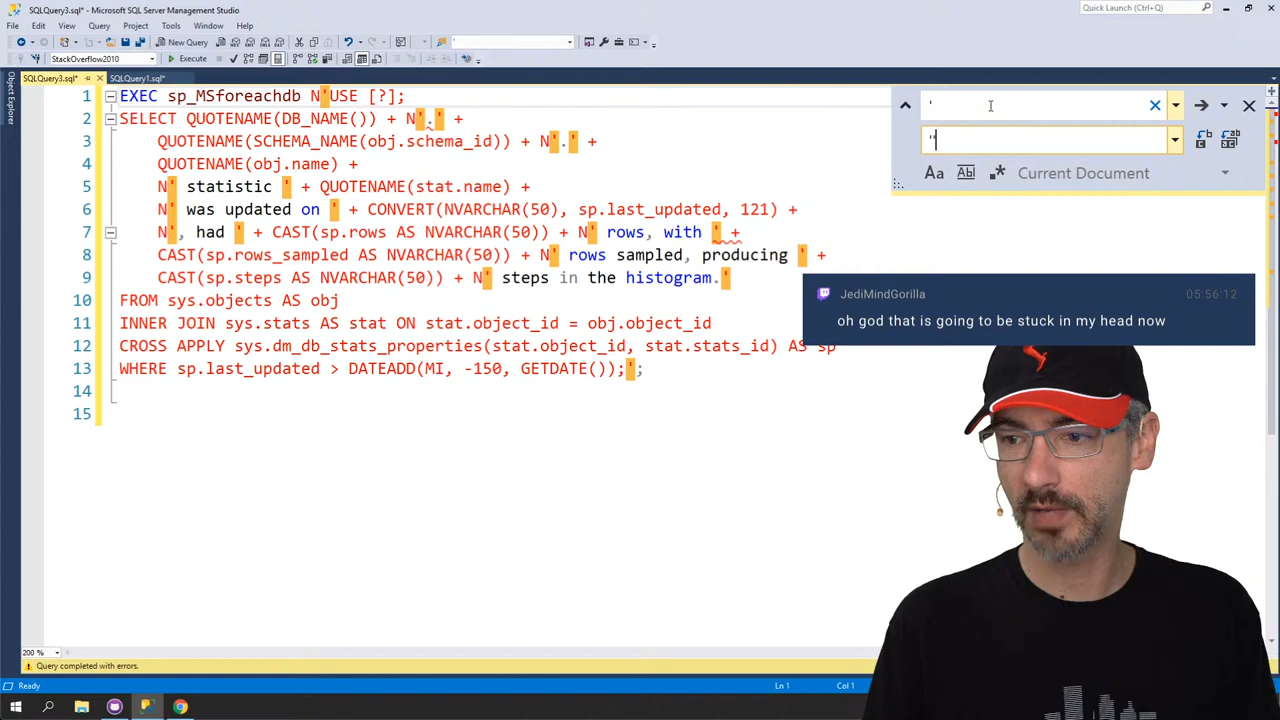 SQLQuery3.sql* - Microsoft SQL Server Management Studio
Quick Launch (Ctrl+Q)
File Edit View Query Project Tools Window Help
New Query
'
StackOverflow2010
Execute
SQLQuery3.sql*
SQLQuery1.sql*
Object Explorer
1 EXEC sp_MSforeachdb N'USE [?];
2 SELECT QUOTENAME(DB_NAME()) + N'.' +
3 QUOTENAME(SCHEMA_NAME(obj.schema_id)) + N'.' +
4 QUOTENAME(obj.name) +
5 N' statistic ' + QUOTENAME(stat.name) +
6 N' was updated on ' + CONVERT(NVARCHAR(50), sp.last_updated, 121) +
7 N', had ' + CAST(sp.rows AS NVARCHAR(50)) + N' rows, with ' +
8 CAST(sp.rows_sampled AS NVARCHAR(50)) + N' rows sampled, producing ' +
9 CAST(sp.steps AS NVARCHAR(50)) + N' steps in the histogram.'
10 FROM sys.objects AS obj
11 INNER JOIN sys.stats AS stat ON stat.object_id = obj.object_id
12 CROSS APPLY sys.dm_db_stats_properties(stat.object_id, stat.stats_id) AS sp
13 WHERE sp.last_updated > DATEADD(MI, -150, GETDATE());';
14
15
'
''
Aa Abl Current Document
JediMindGorilla 05:56:12
oh god that is going to be stuck in my head now
200 %
Query completed with errors.
Ready Ln 1 Col 1